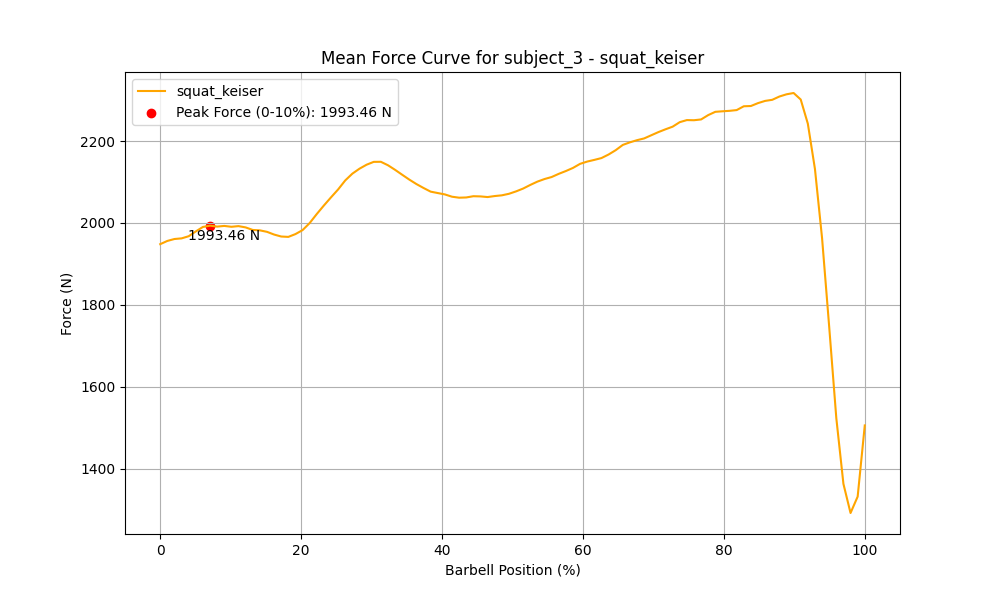 Mean Force Curve for subject_3 - squat_keiser
squat_keiser
Peak Force (0-10%): 1993.46 N
2200
2000
1993.46 N
1800
1600
1400
Force (N)
0 20 40 60 80 100
Barbell Position (%)